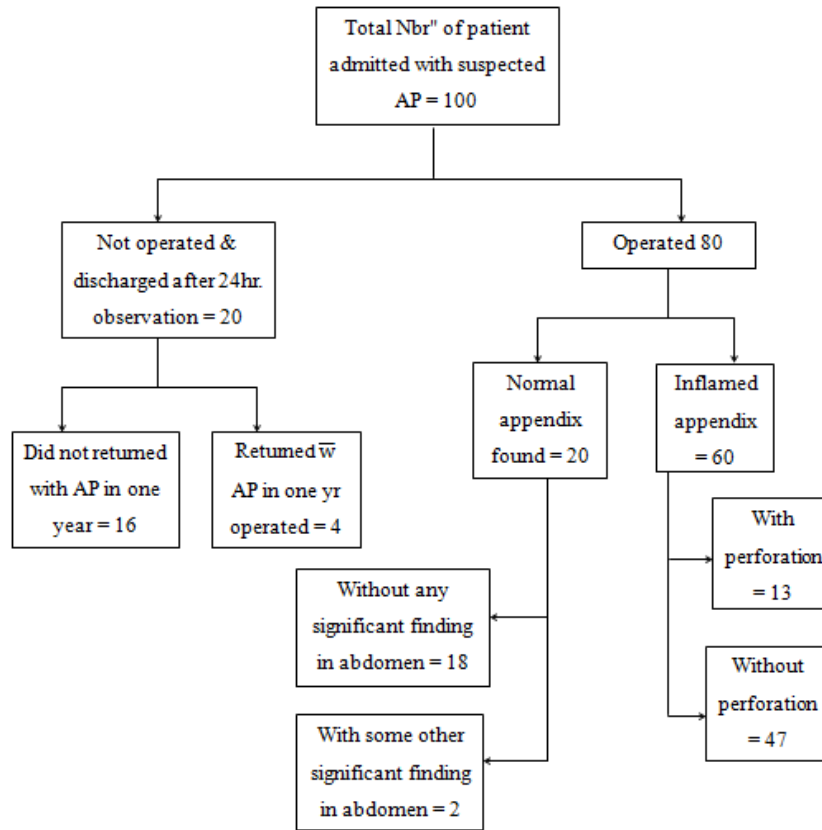 Total Nbr" of patient
admitted with suspected
AP = 100
Not operated &
discharged after 24hr.
observation = 20
Operated 80
Normal
appendix
found = 20
Inflamed
appendix
= 60
Did not returned
with AP in one
year = 16
Returned w̅
AP in one yr
operated = 4
With
perforation
= 13
Without any
significant finding
in abdomen = 18
Without
perforation
= 47
With some other
significant finding
in abdomen = 2